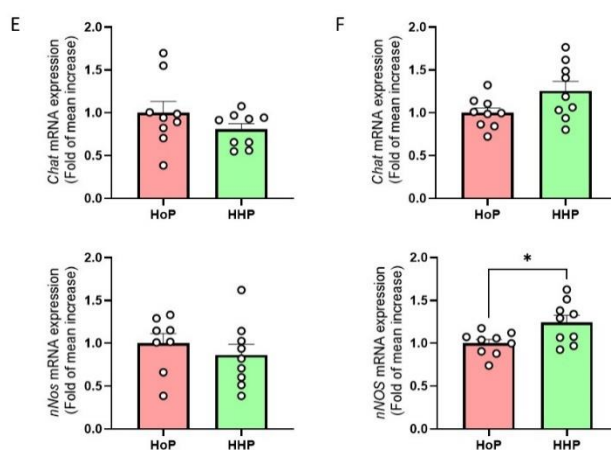 E
Chat mRNA expression
(Fold of mean increase)
2.0
1.5
1.0
0.5
0.0
HoP
HHP
F
Chat mRNA expression
(Fold of mean increase)
2.0
1.5
1.0
0.5
0.0
HoP
HHP
nNos mRNA expression
(Fold of mean increase)
2.0
1.5
1.0
0.5
0.0
HoP
HHP
nNOS mRNA expression
(Fold of mean increase)
2.0
1.5
1.0
0.5
0.0
*
HoP
HHP